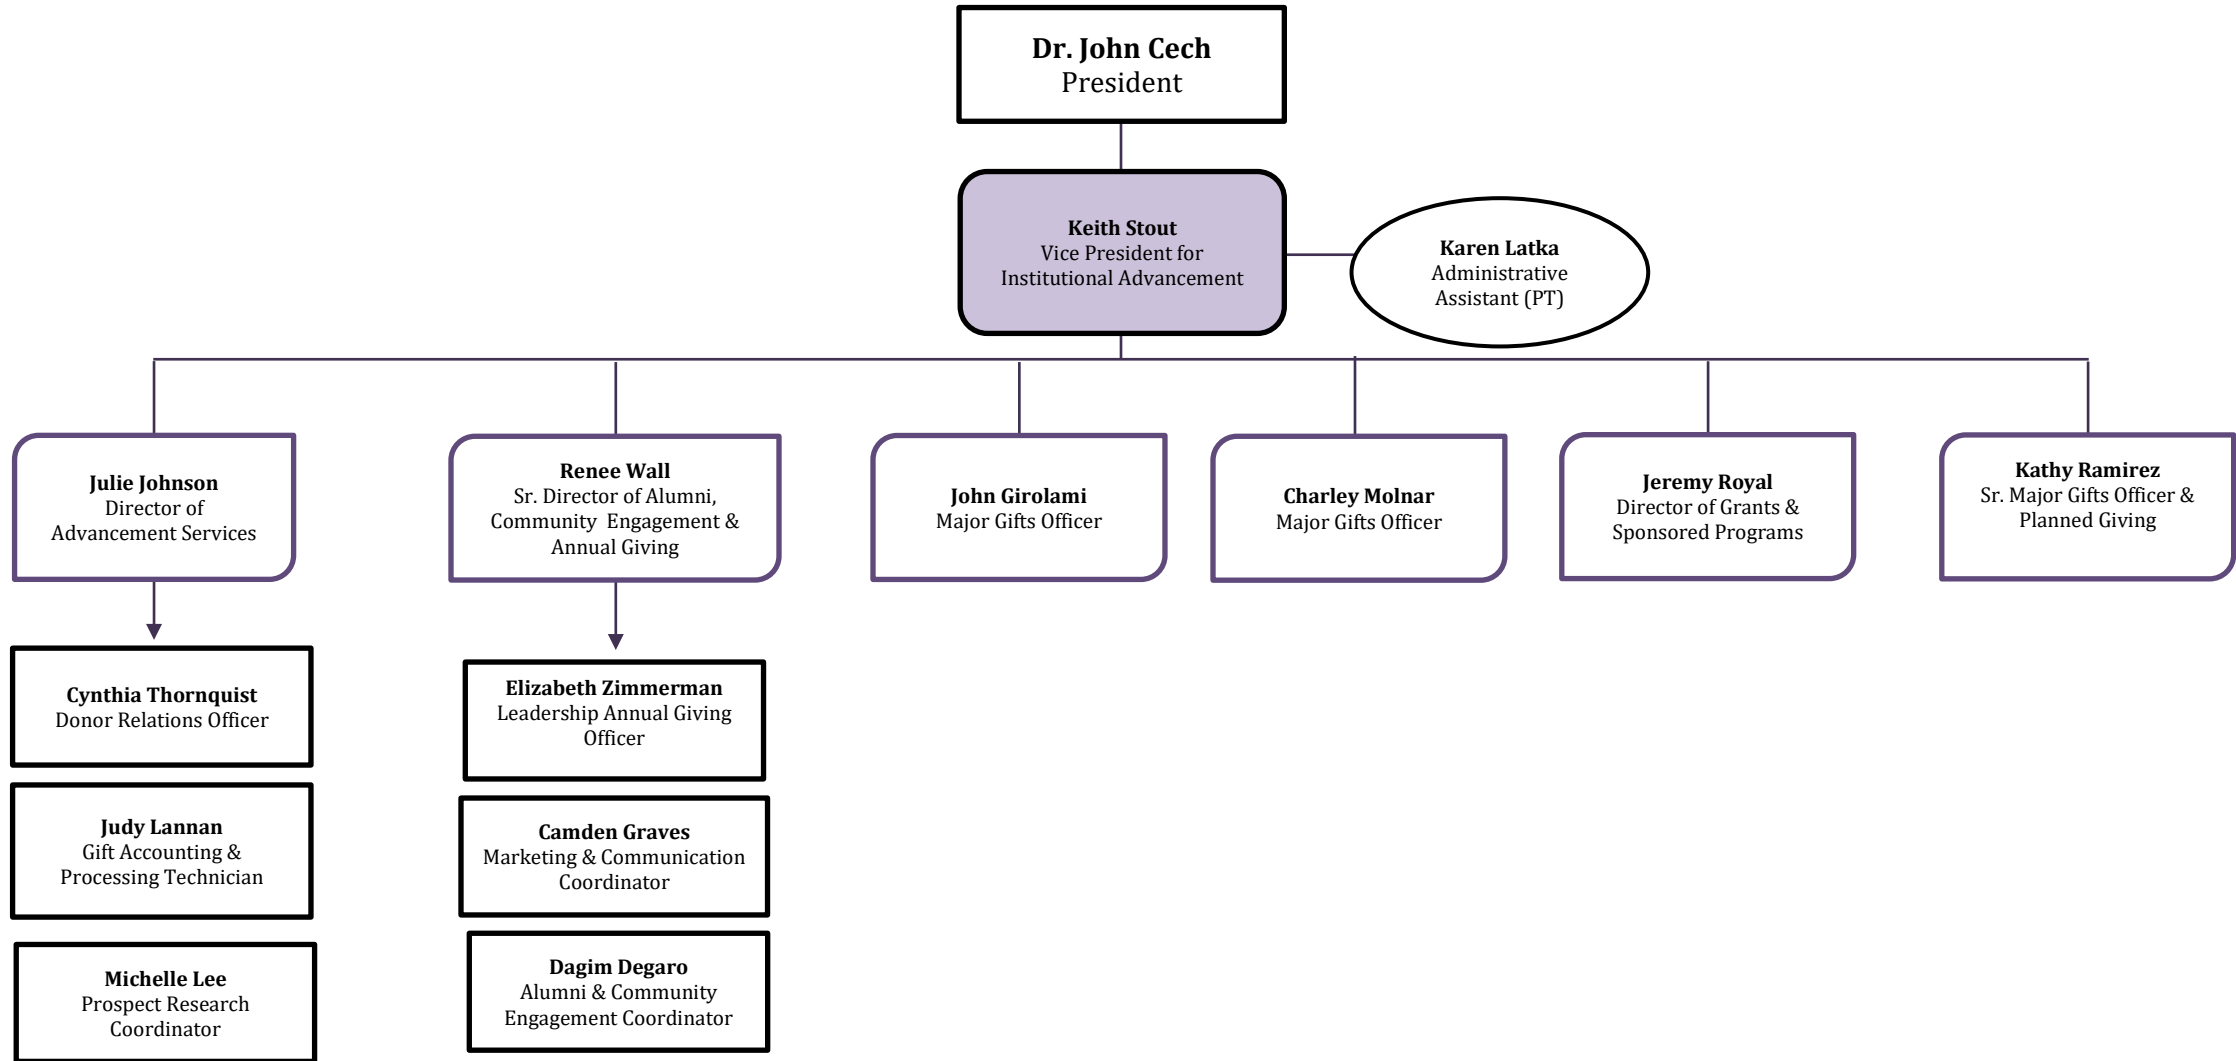 Dr. John Cech
President
Keith Stout
Vice President for
Institutional Advancement
Karen Latka
Administrative
Assistant (PT)
Julie Johnson
Director of
Advancement Services
Renee Wall
Sr. Director of Alumni,
Community  Engagement &
Annual Giving
John Girolami
Major Gifts Officer
Charley Molnar
Major Gifts Officer
Jeremy Royal
Director of Grants &
Sponsored Programs
Kathy Ramirez
Sr. Major Gifts Officer &
Planned Giving
Cynthia Thornquist
Donor Relations Officer
Judy Lannan
Gift Accounting &
Processing Technician
Michelle Lee
Prospect Research
Coordinator
Elizabeth Zimmerman
Leadership Annual Giving
Officer
Camden Graves
Marketing & Communication
Coordinator
Dagim Degaro
Alumni & Community
Engagement Coordinator